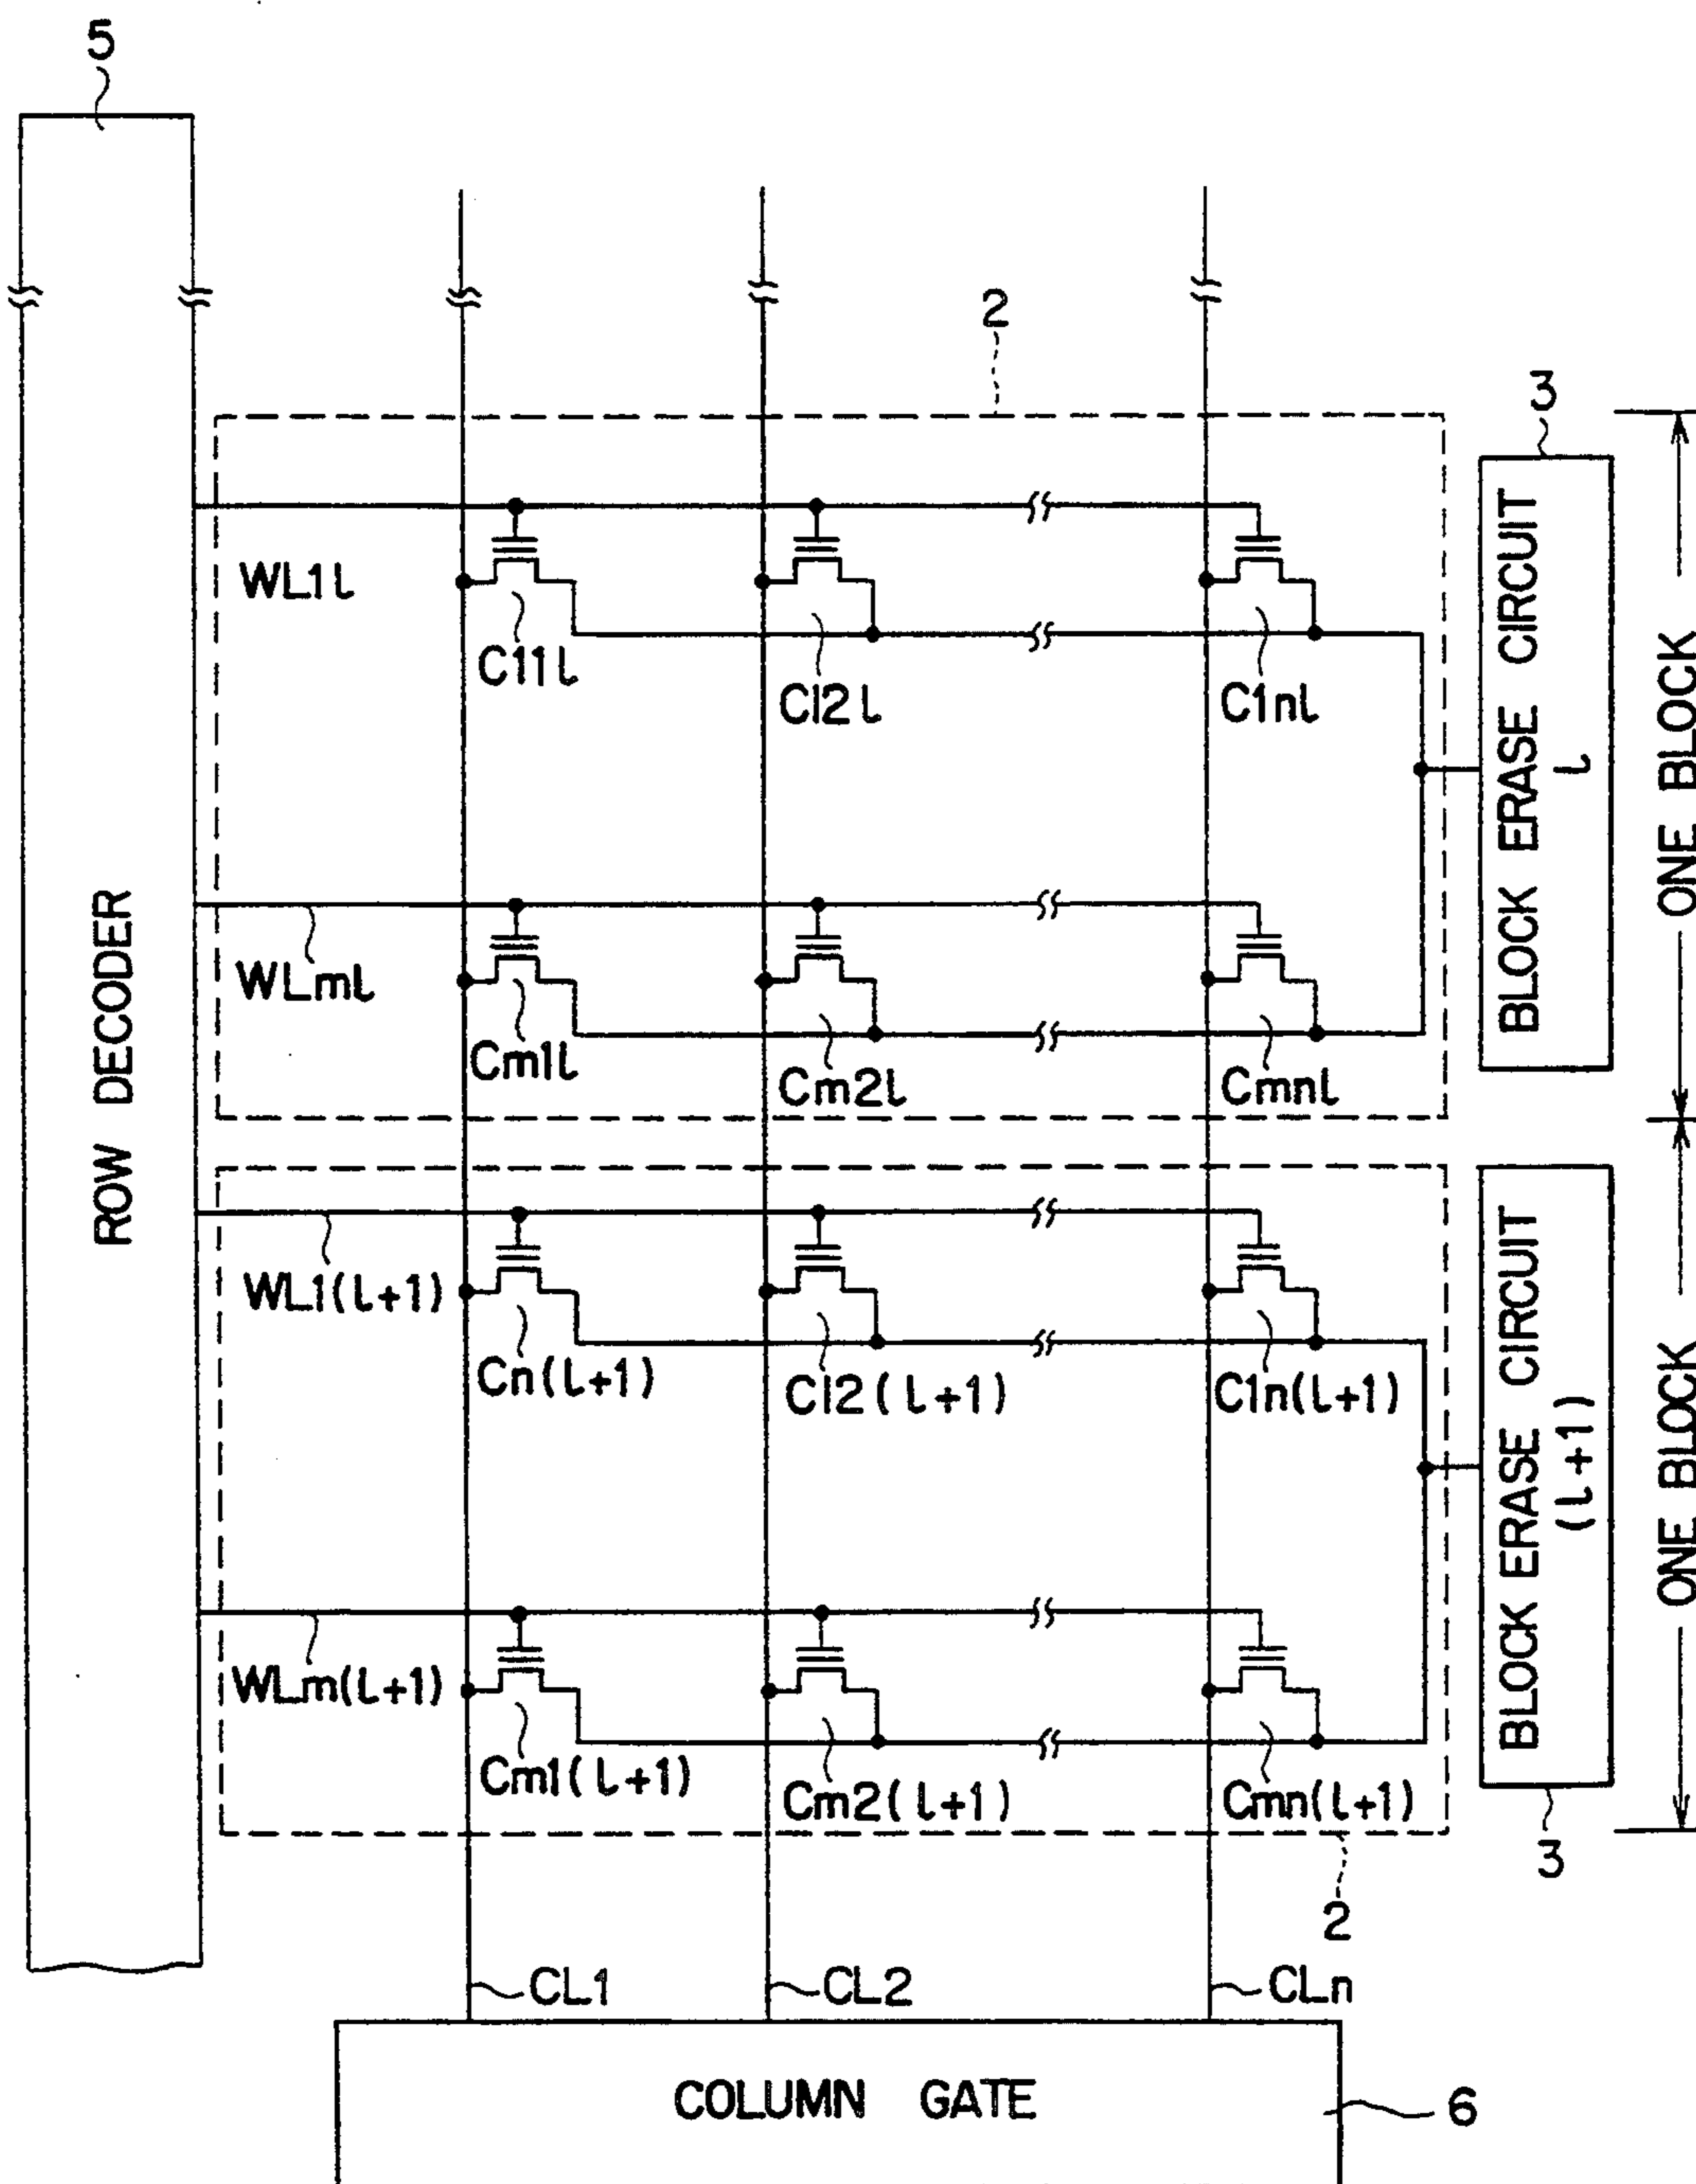 5
2
3
WL1l
C11l
Cl2l
C1nl
BLOCK ERASE CIRCUIT
l
ONE BLOCK
ROW DECODER
WLml
Cm1l
Cm2l
Cmnl
WL1(l+1)
Cn(l+1)
Cl2(l+1)
C1n(l+1)
BLOCK ERASE CIRCUIT
(l+1)
ONE BLOCK
WLm(l+1)
Cm1(l+1)
Cm2(l+1)
Cmn(l+1)
3
2
CL1
CL2
CLn
COLUMN GATE
6